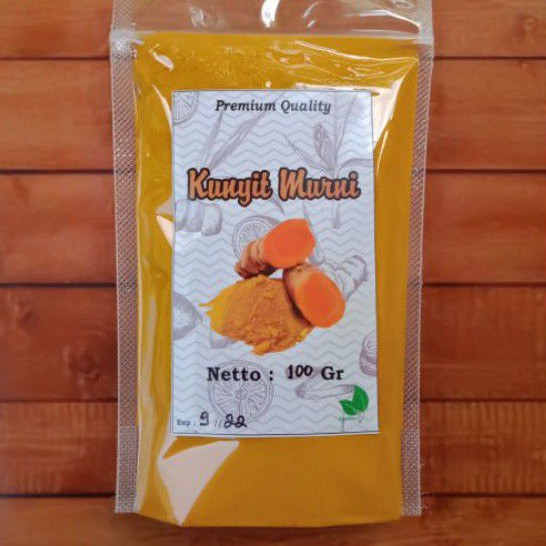 Premium Quality
Kunyit Murni
Netto : 100 Gr
Exp : 9 // 22